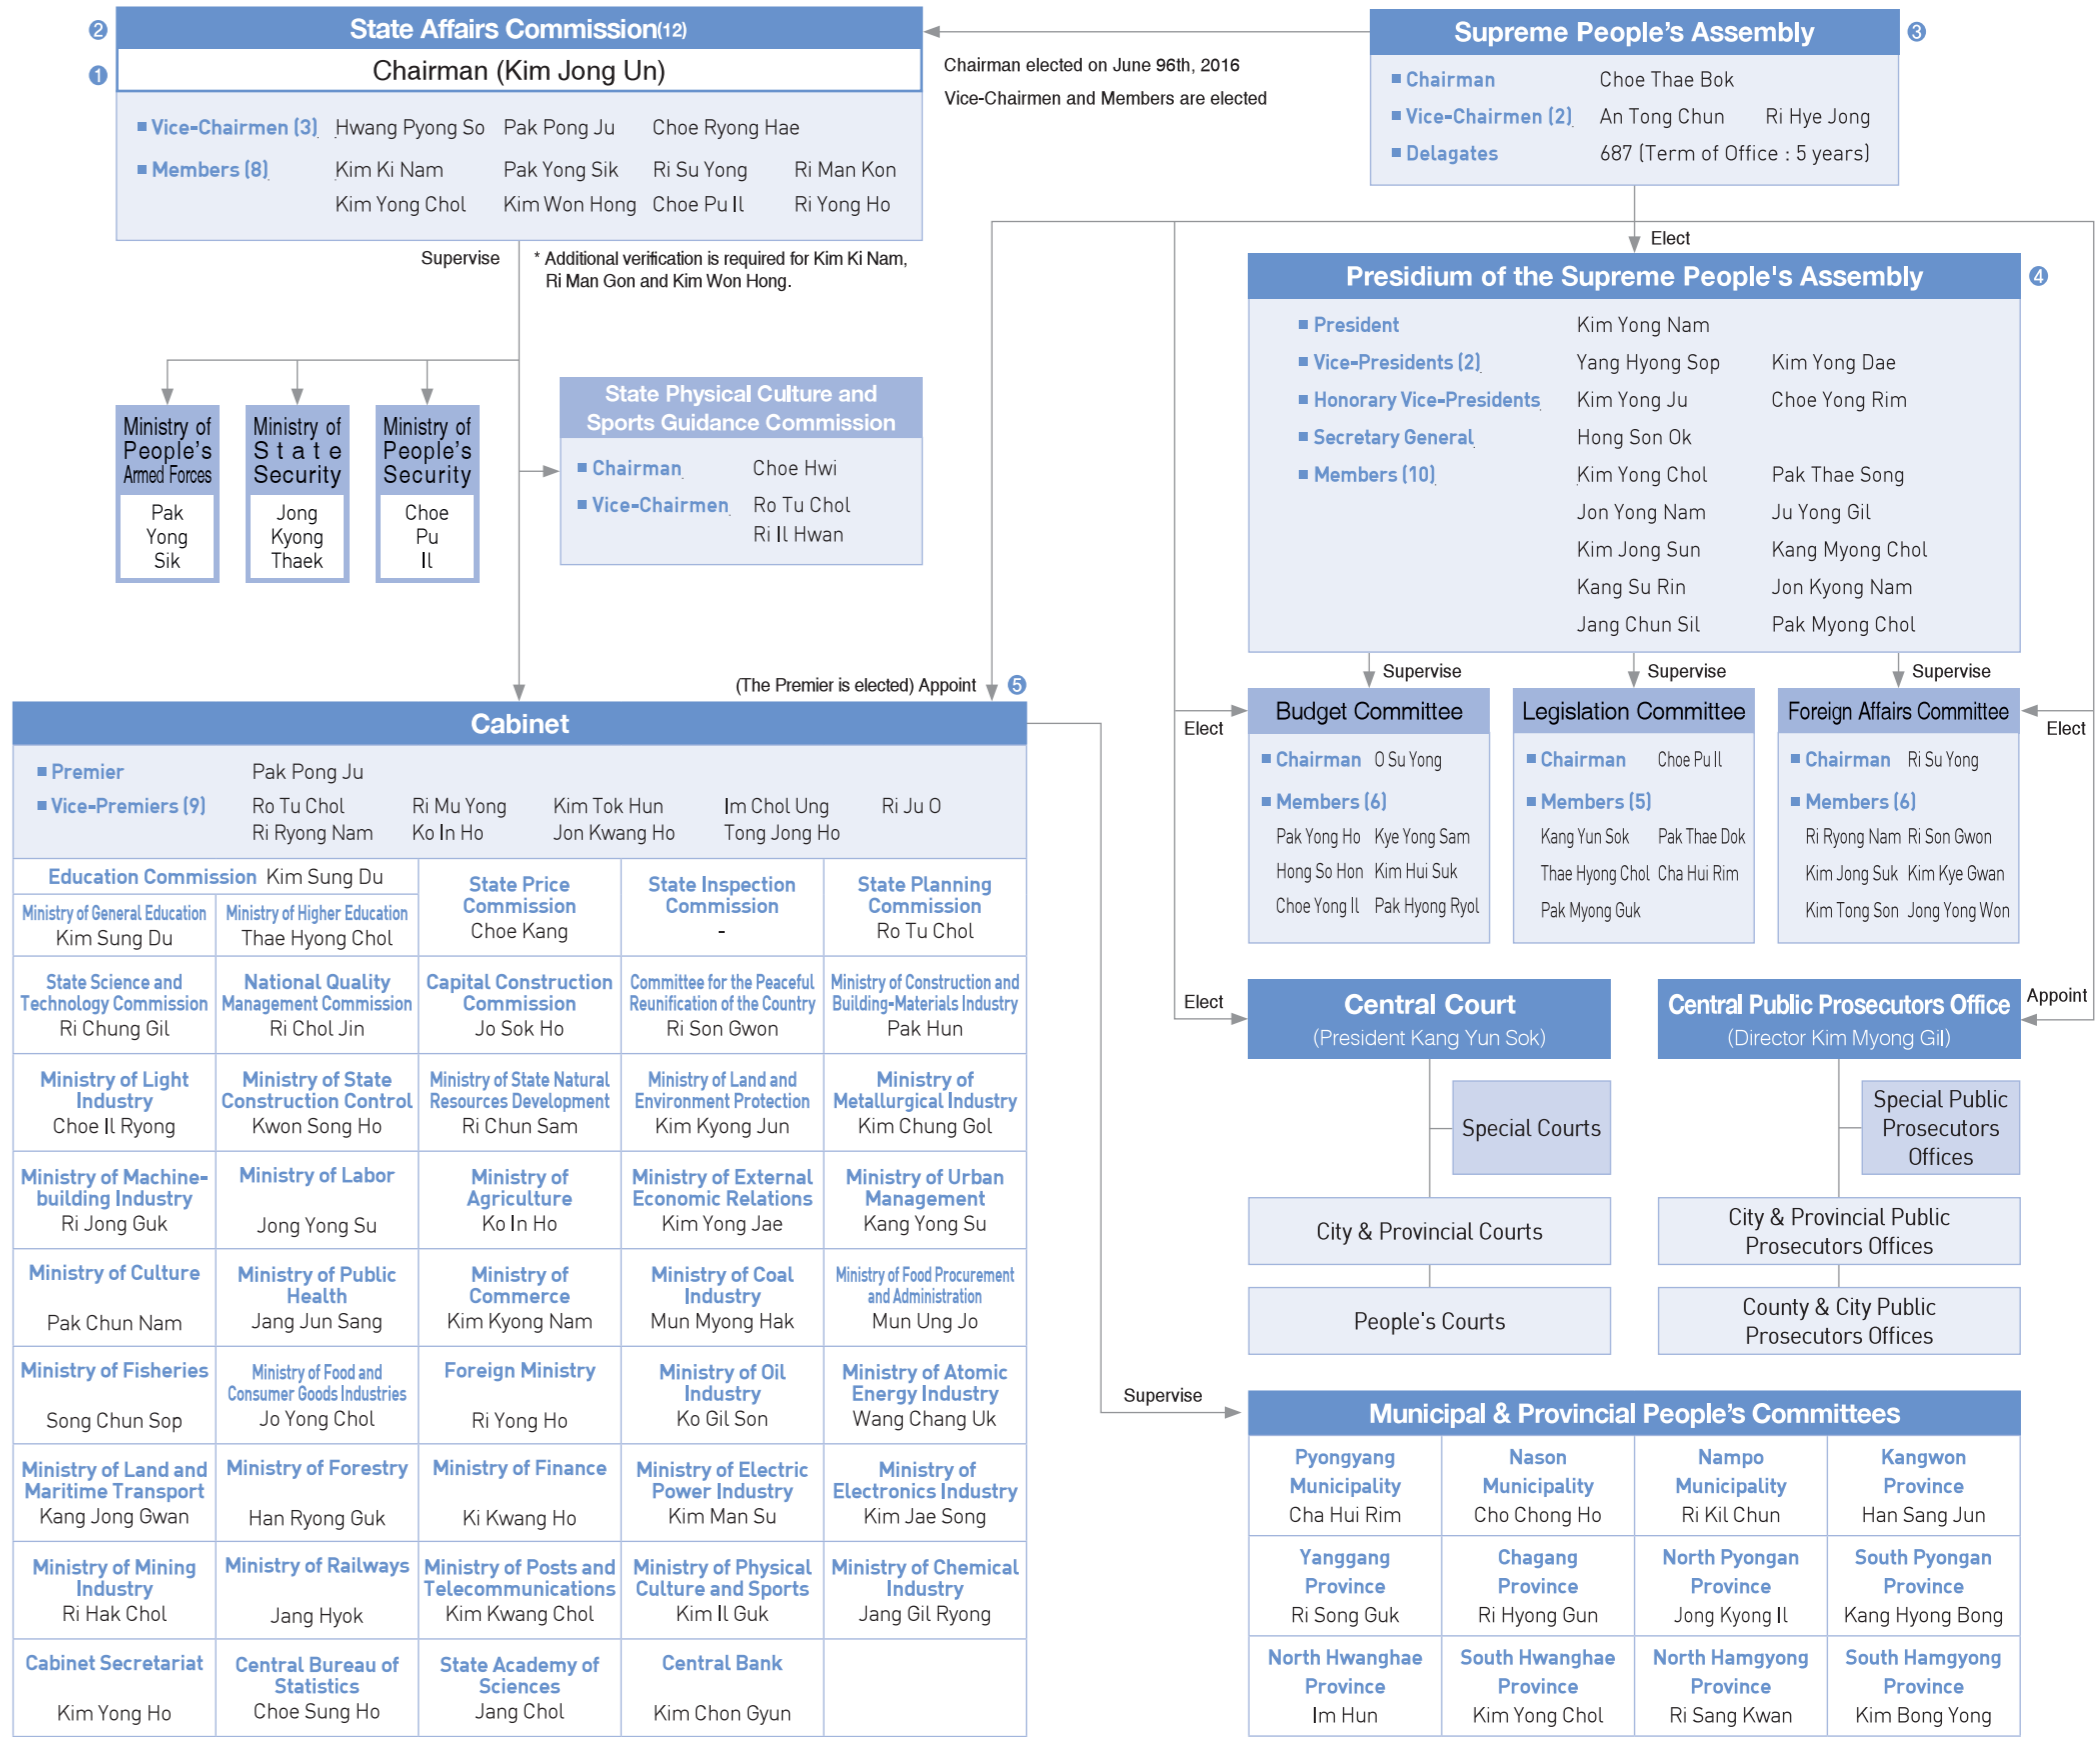 ❷ State Affairs Commission(12)
❶ Chairman (Kim Jong Un)
■ Vice-Chairmen (3) Hwang Pyong So Pak Pong Ju Choe Ryong Hae
■ Members (8) Kim Ki Nam Pak Yong Sik Ri Su Yong Ri Man Kon
Kim Yong Chol Kim Won Hong Choe Pu Il Ri Yong Ho
Chairman elected on June 96th, 2016
Vice-Chairmen and Members are elected
Supreme People's Assembly ❸
■ Chairman Choe Thae Bok
■ Vice-Chairmen (2) An Tong Chun Ri Hye Jong
■ Delagates 687 (Term of Office : 5 years)
Supervise
* Additional verification is required for Kim Ki Nam,
Ri Man Gon and Kim Won Hong.
Elect
Presidium of the Supreme People's Assembly ❹
■ President Kim Yong Nam
■ Vice-Presidents (2) Yang Hyong Sop Kim Yong Dae
■ Honorary Vice-Presidents Kim Yong Ju Choe Yong Rim
■ Secretary General Hong Son Ok
■ Members (10) Kim Yong Chol Pak Thae Song
Jon Yong Nam Ju Yong Gil
Kim Jong Sun Kang Myong Chol
Kang Su Rin Jon Kyong Nam
Jang Chun Sil Pak Myong Chol
Ministry of
People's
Armed Forces
Pak
Yong
Sik
Ministry of
State
Security
Jong
Kyong
Thaek
Ministry of
People's
Security
Choe
Pu
Il
State Physical Culture and
Sports Guidance Commission
■ Chairman Choe Hwi
■ Vice-Chairmen Ro Tu Chol
Ri Il Hwan
Supervise Supervise Supervise
Elect
Budget Committee
■ Chairman O Su Yong
■ Members (6)
Pak Yong Ho Kye Yong Sam
Hong So Hon Kim Hui Suk
Choe Yong Il Pak Hyong Ryol
Legislation Committee
■ Chairman Choe Pu Il
■ Members (5)
Kang Yun Sok Pak Thae Dok
Thae Hyong Chol Cha Hui Rim
Pak Myong Guk
Foreign Affairs Committee
■ Chairman Ri Su Yong
■ Members (6)
Ri Ryong Nam Ri Son Gwon
Kim Jong Suk Kim Kye Gwan
Kim Tong Son Jong Yong Won
Elect
(The Premier is elected) Appoint ❺
Cabinet
■ Premier Pak Pong Ju
■ Vice-Premiers (9) Ro Tu Chol Ri Mu Yong Kim Tok Hun Im Chol Ung Ri Ju O
Ri Ryong Nam Ko In Ho Jon Kwang Ho Tong Jong Ho
Education Commission Kim Sung Du
Ministry of General Education
Kim Sung Du
Ministry of Higher Education
Thae Hyong Chol
State Price
Commission
Choe Kang
State Inspection
Commission
-
State Planning
Commission
Ro Tu Chol
State Science and
Technology Commission
Ri Chung Gil
National Quality
Management Commission
Ri Chol Jin
Capital Construction
Commission
Jo Sok Ho
Committee for the Peaceful
Reunification of the Country
Ri Son Gwon
Ministry of Construction and
Building-Materials Industry
Pak Hun
Ministry of Light
Industry
Choe Il Ryong
Ministry of State
Construction Control
Kwon Song Ho
Ministry of State Natural
Resources Development
Ri Chun Sam
Ministry of Land and
Environment Protection
Kim Kyong Jun
Ministry of
Metallurgical Industry
Kim Chung Gol
Ministry of Machine-
building Industry
Ri Jong Guk
Ministry of Labor
Jong Yong Su
Ministry of
Agriculture
Ko In Ho
Ministry of External
Economic Relations
Kim Yong Jae
Ministry of Urban
Management
Kang Yong Su
Ministry of Culture
Pak Chun Nam
Ministry of Public
Health
Jang Jun Sang
Ministry of
Commerce
Kim Kyong Nam
Ministry of Coal
Industry
Mun Myong Hak
Ministry of Food Procurement
and Administration
Mun Ung Jo
Ministry of Fisheries
Song Chun Sop
Ministry of Food and
Consumer Goods Industries
Jo Yong Chol
Foreign Ministry
Ri Yong Ho
Ministry of Oil
Industry
Ko Gil Son
Ministry of Atomic
Energy Industry
Wang Chang Uk
Ministry of Land and
Maritime Transport
Kang Jong Gwan
Ministry of Forestry
Han Ryong Guk
Ministry of Finance
Ki Kwang Ho
Ministry of Electric
Power Industry
Kim Man Su
Ministry of
Electronics Industry
Kim Jae Song
Ministry of Mining
Industry
Ri Hak Chol
Ministry of Railways
Jang Hyok
Ministry of Posts and
Telecommunications
Kim Kwang Chol
Ministry of Physical
Culture and Sports
Kim Il Guk
Ministry of Chemical
Industry
Jang Gil Ryong
Cabinet Secretariat
Kim Yong Ho
Central Bureau of
Statistics
Choe Sung Ho
State Academy of
Sciences
Jang Chol
Central Bank
Kim Chon Gyun
Elect
Central Court
(President Kang Yun Sok)
Special Courts
City & Provincial Courts
People's Courts
Central Public Prosecutors Office
(Director Kim Myong Gil)
Appoint
Special Public
Prosecutors
Offices
City & Provincial Public
Prosecutors Offices
County & City Public
Prosecutors Offices
Supervise
Municipal & Provincial People's Committees
Pyongyang
Municipality
Cha Hui Rim
Nason
Municipality
Cho Chong Ho
Nampo
Municipality
Ri Kil Chun
Kangwon
Province
Han Sang Jun
Yanggang
Province
Ri Song Guk
Chagang
Province
Ri Hyong Gun
North Pyongan
Province
Jong Kyong Il
South Pyongan
Province
Kang Hyong Bong
North Hwanghae
Province
Im Hun
South Hwanghae
Province
Kim Yong Chol
North Hamgyong
Province
Ri Sang Kwan
South Hamgyong
Province
Kim Bong Yong